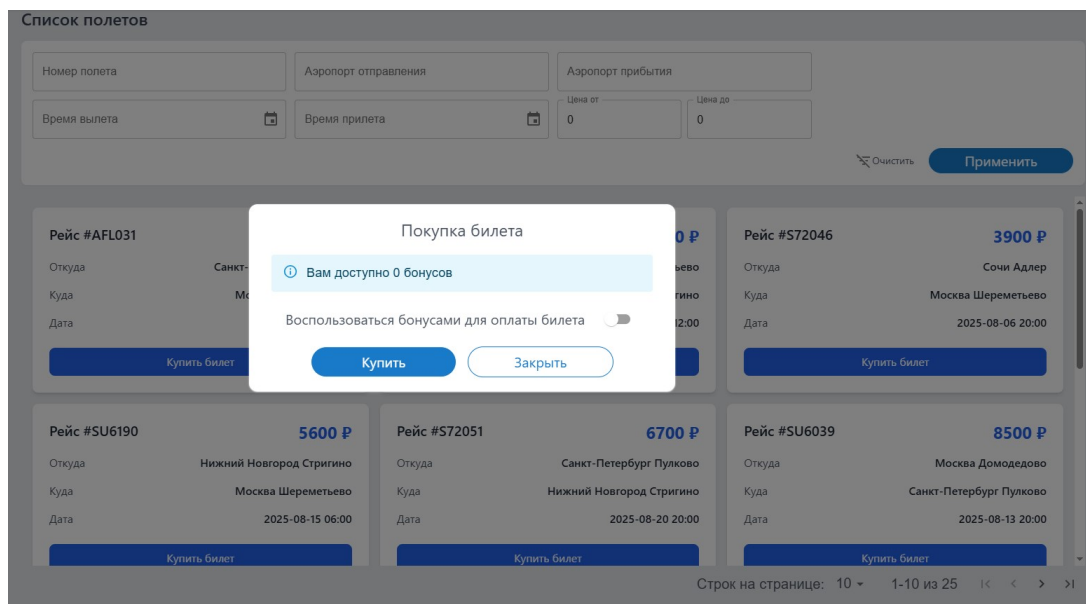 Список полетов
Номер полета
Аэропорт отправления
Аэропорт прибытия
Время вылета
Время прилета
Цена от
0
Цена до
0
Очистить
Применить
Рейс #AFL031
Откуда Санкт-
Куда
Дата
Купить билет
0 ₽
12:00
Рейс #S72046 3900 ₽
Откуда Сочи Адлер
Куда Москва Шереметьево
Дата 2025-08-06 20:00
Купить билет
Покупка билета
Вам доступно 0 бонусов
Воспользоваться бонусами для оплаты билета
Купить
Закрыть
Рейс #SU6190 5600 ₽
Откуда Нижний Новгород Стригино
Куда Москва Шереметьево
Дата 2025-08-15 06:00
Купить билет
Рейс #S72051 6700 ₽
Откуда Санкт-Петербург Пулково
Куда Нижний Новгород Стригино
Дата 2025-08-20 20:00
Купить билет
Рейс #SU6039 8500 ₽
Откуда Москва Домодедово
Куда Санкт-Петербург Пулково
Дата 2025-08-13 20:00
Купить билет
Строк на странице: 10 1-10 из 25